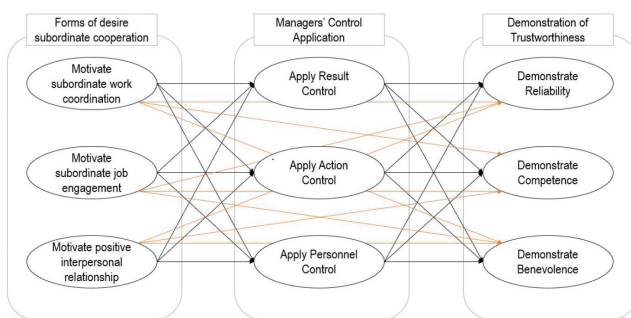 Forms of desire
subordinate cooperation
Managers' Control
Application
Demonstration of
Trustworthiness
Motivate
subordinate work
coordination
Apply Result
Control
Demonstrate
Reliability
Motivate
subordinate job
engagement
Apply Action
Control
Demonstrate
Competence
Motivate positive
interpersonal
relationship
Apply Personnel
Control
Demonstrate
Benevolence